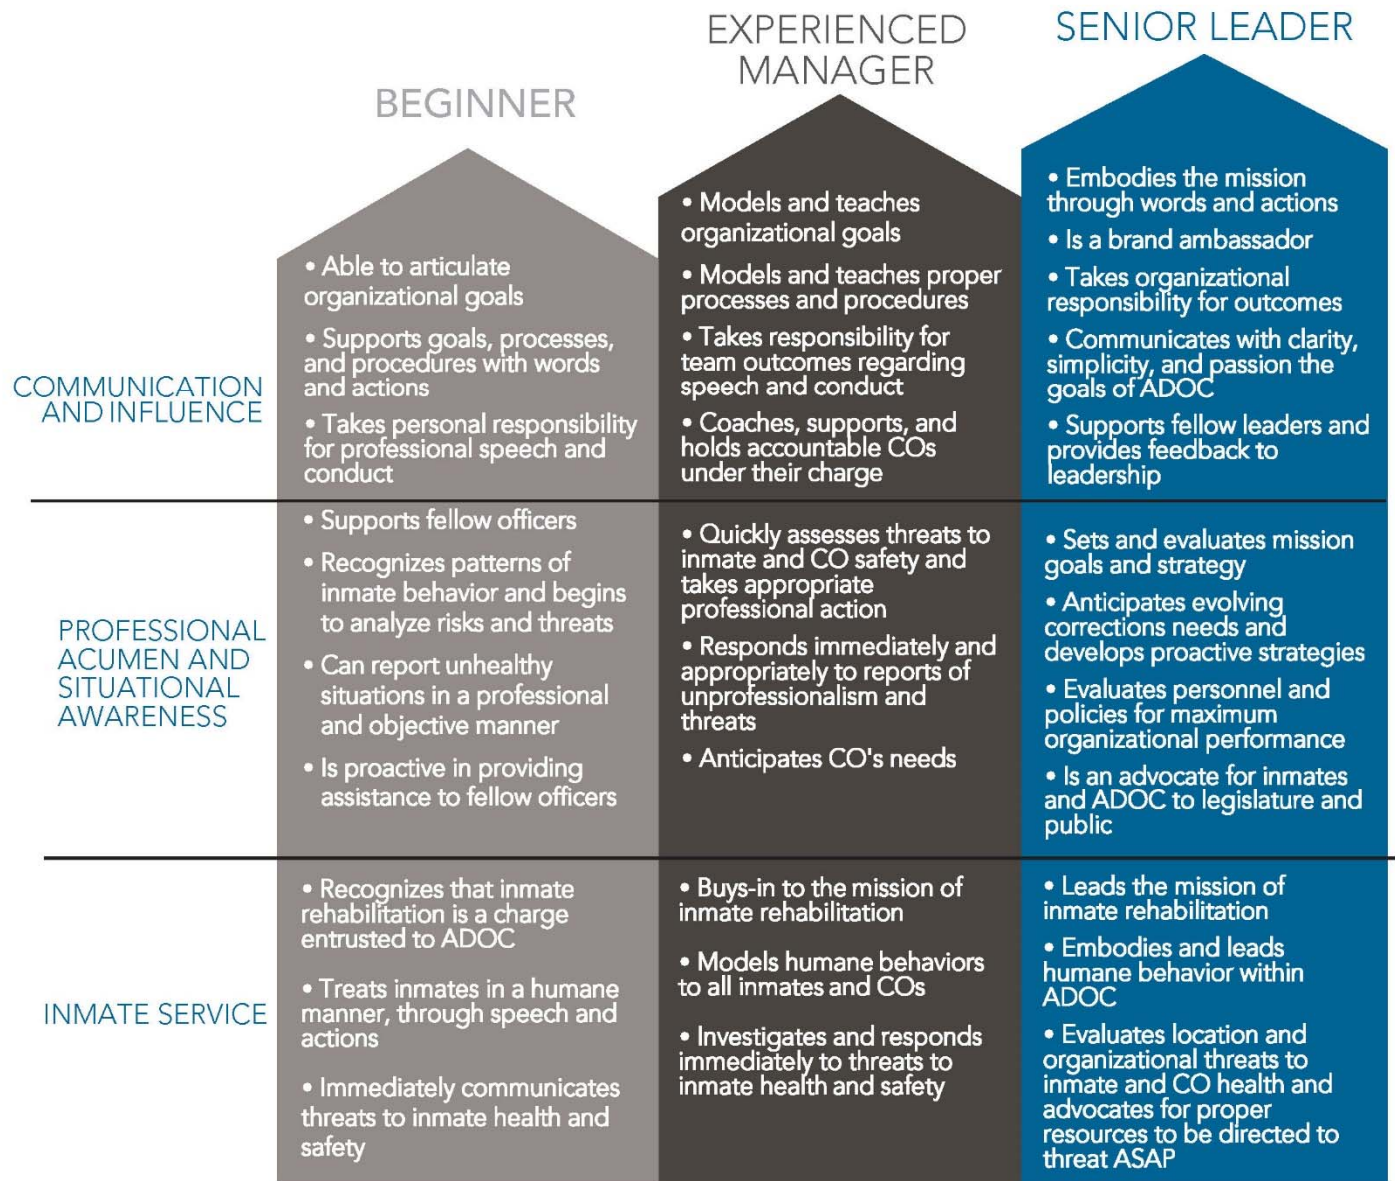 BEGINNER
EXPERIENCED
MANAGER
SENIOR LEADER
COMMUNICATION
AND INFLUENCE
• Able to articulate
organizational goals
• Supports goals, processes,
and procedures with words
and actions
• Takes personal responsibility
for professional speech and
conduct
• Models and teaches
organizational goals
• Models and teaches proper
processes and procedures
• Takes responsibility for
team outcomes regarding
speech and conduct
• Coaches, supports, and
holds accountable COs
under their charge
• Embodies the mission
through words and actions
• Is a brand ambassador
• Takes organizational
responsibility for outcomes
• Communicates with clarity,
simplicity, and passion the
goals of ADOC
• Supports fellow leaders and
provides feedback to
leadership
PROFESSIONAL
ACUMEN AND
SITUATIONAL
AWARENESS
• Supports fellow officers
• Recognizes patterns of
inmate behavior and begins
to analyze risks and threats
• Can report unhealthy
situations in a professional
and objective manner
• Is proactive in providing
assistance to fellow officers
• Quickly assesses threats to
inmate and CO safety and
takes appropriate
professional action
• Responds immediately and
appropriately to reports of
unprofessionalism and
threats
• Anticipates CO's needs
• Sets and evaluates mission
goals and strategy
• Anticipates evolving
corrections needs and
develops proactive strategies
• Evaluates personnel and
policies for maximum
organizational performance
• Is an advocate for inmates
and ADOC to legislature and
public
INMATE SERVICE
• Recognizes that inmate
rehabilitation is a charge
entrusted to ADOC
• Treats inmates in a humane
manner, through speech and
actions
• Immediately communicates
threats to inmate health and
safety
• Buys-in to the mission of
inmate rehabilitation
• Models humane behaviors
to all inmates and COs
• Investigates and responds
immediately to threats to
inmate health and safety
• Leads the mission of
inmate rehabilitation
• Embodies and leads
humane behavior within
ADOC
• Evaluates location and
organizational threats to
inmate and CO health and
advocates for proper
resources to be directed to
threat ASAP